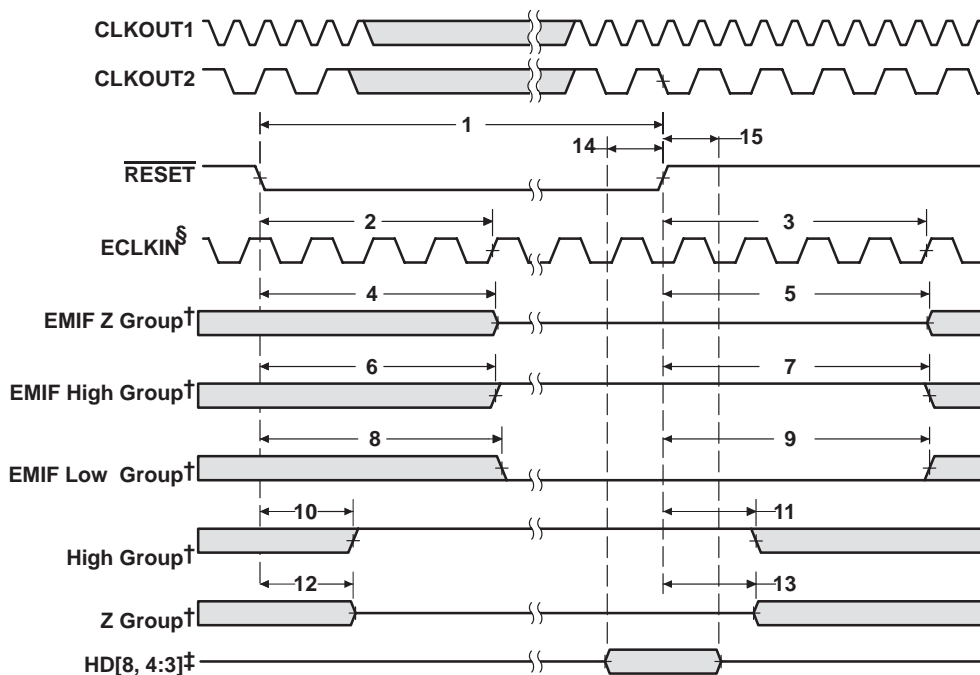 CLKOUT1
CLKOUT2
1
14
15
RESET
2
3
ECLKIN§
4
5
EMIF Z Group†
6
7
EMIF High Group†
8
9
EMIF Low Group†
10
11
High Group†
12
13
Z Group†
HD[8, 4:3]‡